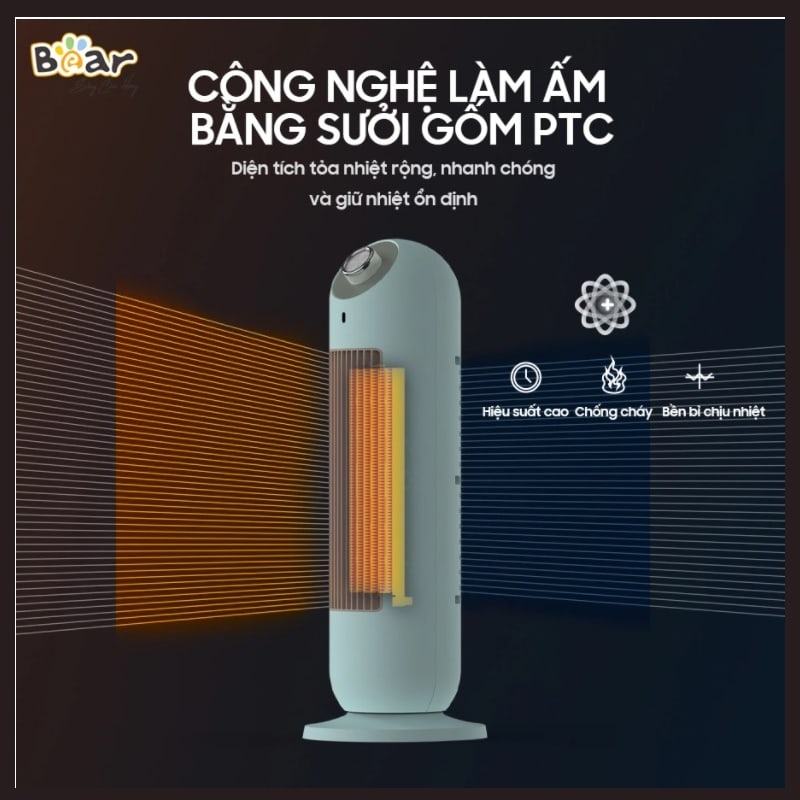 Bear
CÔNG NGHỆ LÀM ẤM
BẰNG SƯỞI GỐM PTC
Diện tích tỏa nhiệt rộng, nhanh chóng
và giữ nhiệt ổn định
Hiệu suất cao Chống cháy Bền bỉ chịu nhiệt